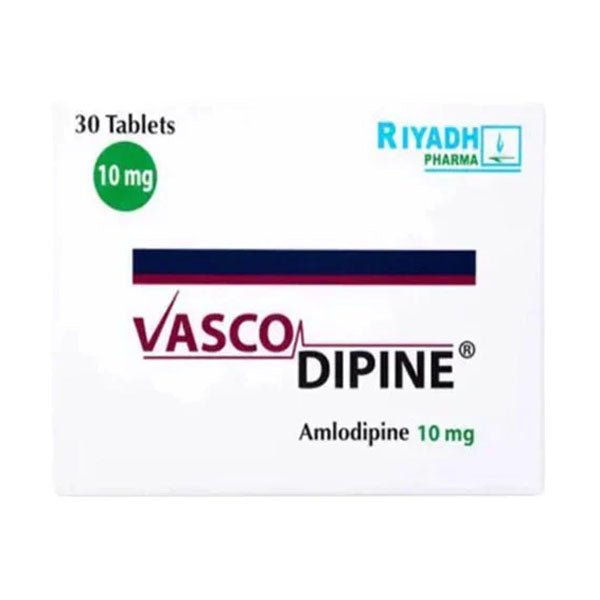 30 Tablets
10 mg
RIYADH
PHARMA
VASCO
DIPINE®
Amlodipine 10 mg